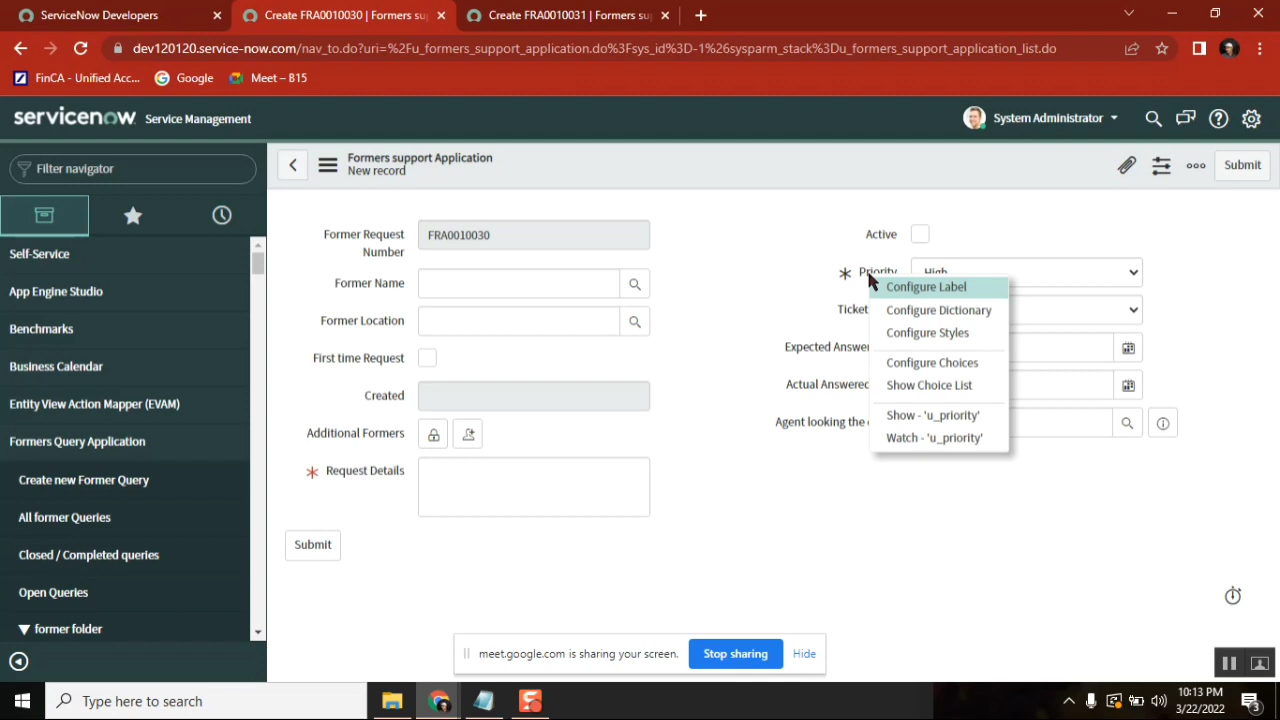 ServiceNow Developers
Create FRA0010030 | Formers sup
Create FRA0010031 | Formers sup
dev120120.service-now.com/nav_to.do?uri=%2Fu_formers_support_application.do%3Fsys_id%3D-1%26sysparm_stack%3Du_formers_support_application_list.do
FinCA - Unified Acc...
Google
Meet – B15
servicenow Service Management
System Administrator
Filter navigator
Formers support Application
New record
Submit
Self-Service
App Engine Studio
Benchmarks
Business Calendar
Entity View Action Mapper (EVAM)
Formers Query Application
Create new Former Query
All former Queries
Closed / Completed queries
Open Queries
former folder
Former Request
Number
FRA0010030
Former Name
Former Location
First time Request
Created
Additional Formers
Request Details
Submit
Active
Priority
High
Ticket
Expected Answer
Actual Answered
Agent looking the
Configure Label
Configure Dictionary
Configure Styles
Configure Choices
Show Choice List
Show - 'u_priority'
Watch - 'u_priority'
meet.google.com is sharing your screen.
Stop sharing
Hide
Type here to search
10:13 PM
3/22/2022
3